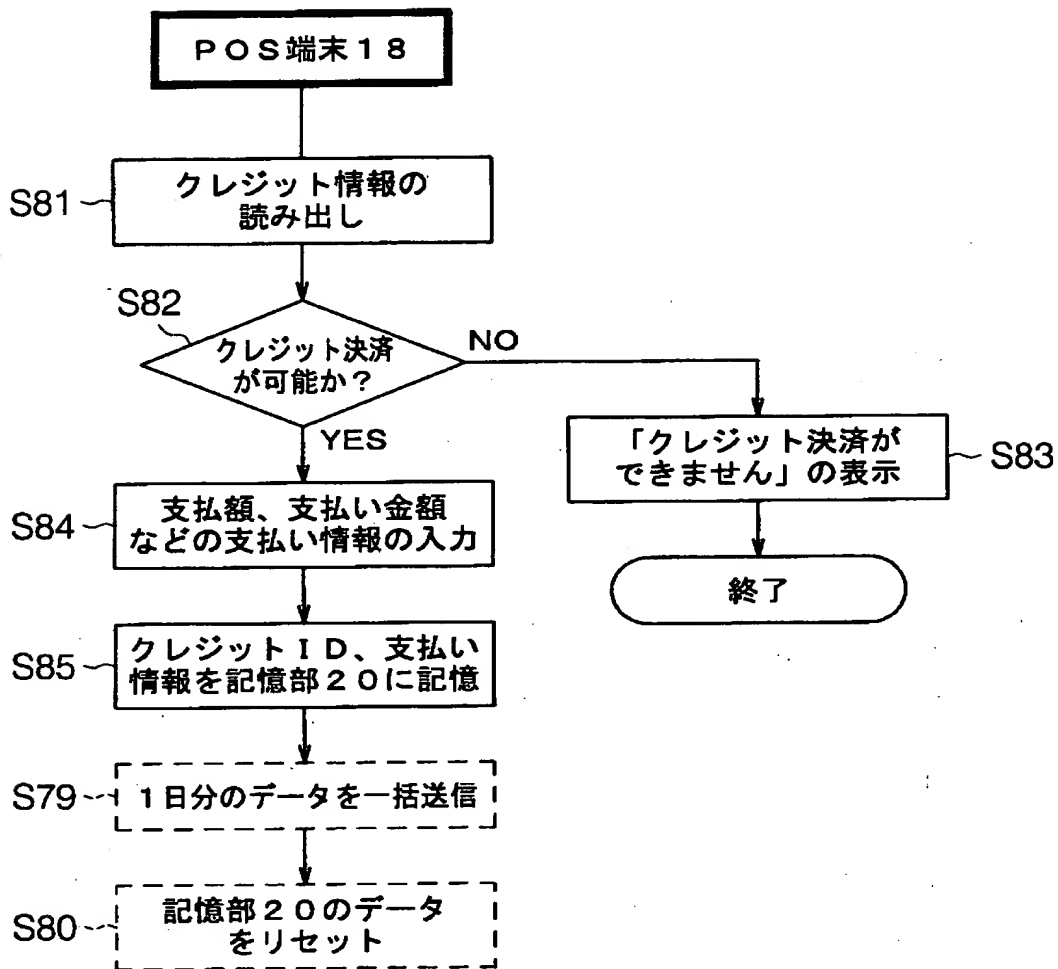 POS端末18
S81
クレジット情報の
読み出し
S82
クレジット決済
が可能か？
NO
YES
「クレジット決済が
できません」の表示
S83
終了
S84
支払額、支払い金額
などの支払い情報の入力
S85
クレジットID、支払い
情報を記憶部20に記憶
S79
1日分のデータを一括送信
S80
記憶部20のデータ
をリセット